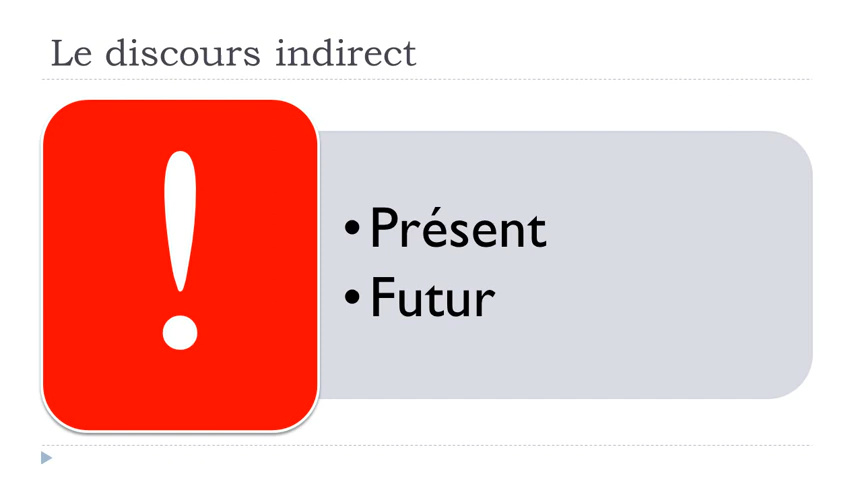 Le discours indirect
!
• Présent
• Futur